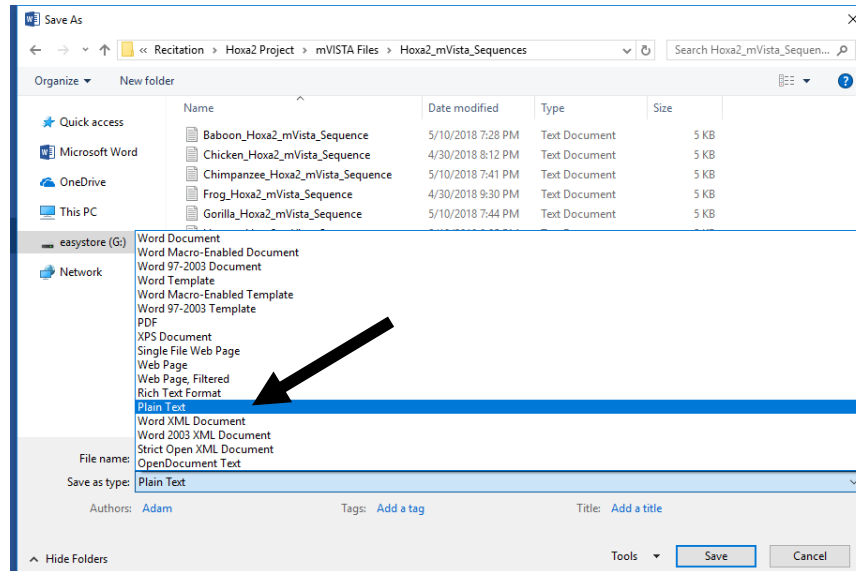 Save As
« Recitation > Hoxa2 Project > mVISTA Files > Hoxa2_mVista_Sequences
Search Hoxa2_mVista_Sequen...
Organize
New folder
Name Date modified Type Size
Quick access
Microsoft Word
OneDrive
This PC
easystore (G:)
Network
Baboon_Hoxa2_mVista_Sequence 5/10/2018 7:28 PM Text Document 5 KB
Chicken_Hoxa2_mVista_Sequence 4/30/2018 8:12 PM Text Document 5 KB
Chimpanzee_Hoxa2_mVista_Sequence 5/10/2018 7:41 PM Text Document 5 KB
Frog_Hoxa2_mVista_Sequence 4/30/2018 9:30 PM Text Document 5 KB
Gorilla_Hoxa2_mVista_Sequence 5/10/2018 7:44 PM Text Document 5 KB
Word Document
Word Macro-Enabled Document
Word 97-2003 Document
Word Template
Word Macro-Enabled Template
Word 97-2003 Template
PDF
XPS Document
Single File Web Page
Web Page
Web Page, Filtered
Rich Text Format
Plain Text
Word XML Document
Word 2003 XML Document
Strict Open XML Document
OpenDocument Text
File name:
Save as type: Plain Text
Authors: Adam Tags: Add a tag Title: Add a title
Hide Folders
Tools Save Cancel